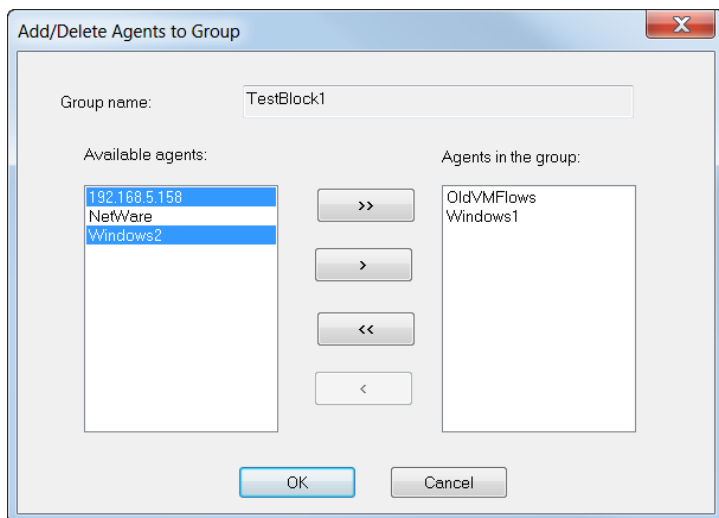 Add/Delete Agents to Group
X
Group name:
TestBlock1
Available agents:
Agents in the group:
192.168.5.158
NetWare
Windows2
>>
>
<<
<
OldVMFlows
Windows1
OK
Cancel